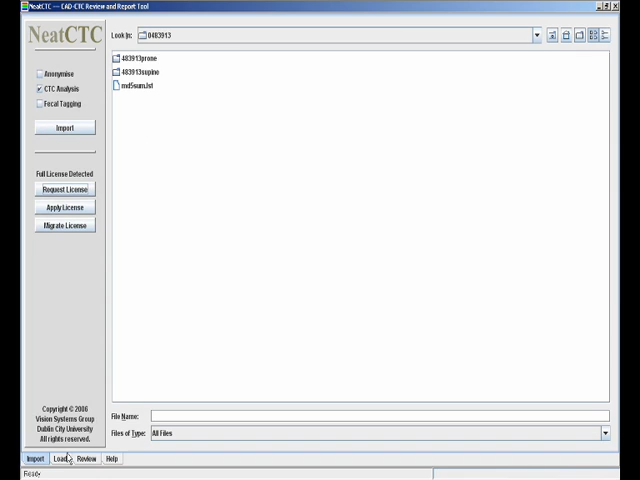 NeatCTC — CAD-CTC Review and Report Tool
NeatCTC
Look In: 0483913
Anonymise
CTC Analysis
Fecal Tagging
Import
Full License Detected
Request License
Apply License
Migrate License
483913prone
483913supine
md5sum.lst
Copyright © 2006
Vision Systems Group
Dublin City University
All rights reserved.
File Name:
Files of Type: All Files
Import Load Review Help
Ready